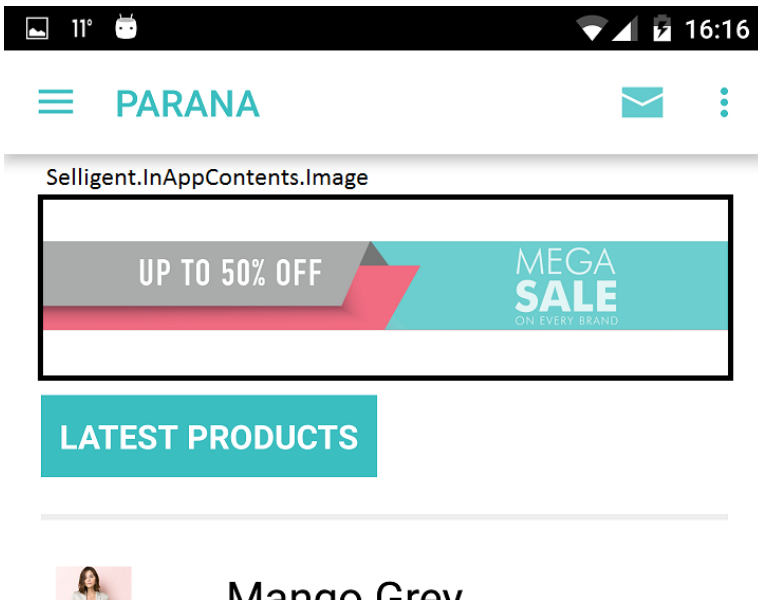 11° 16:16
PARANA
Selligent.InAppContents.Image
UP TO 50% OFF
MEGA
SALE
ON EVERY BRAND
LATEST PRODUCTS
Mango Grey